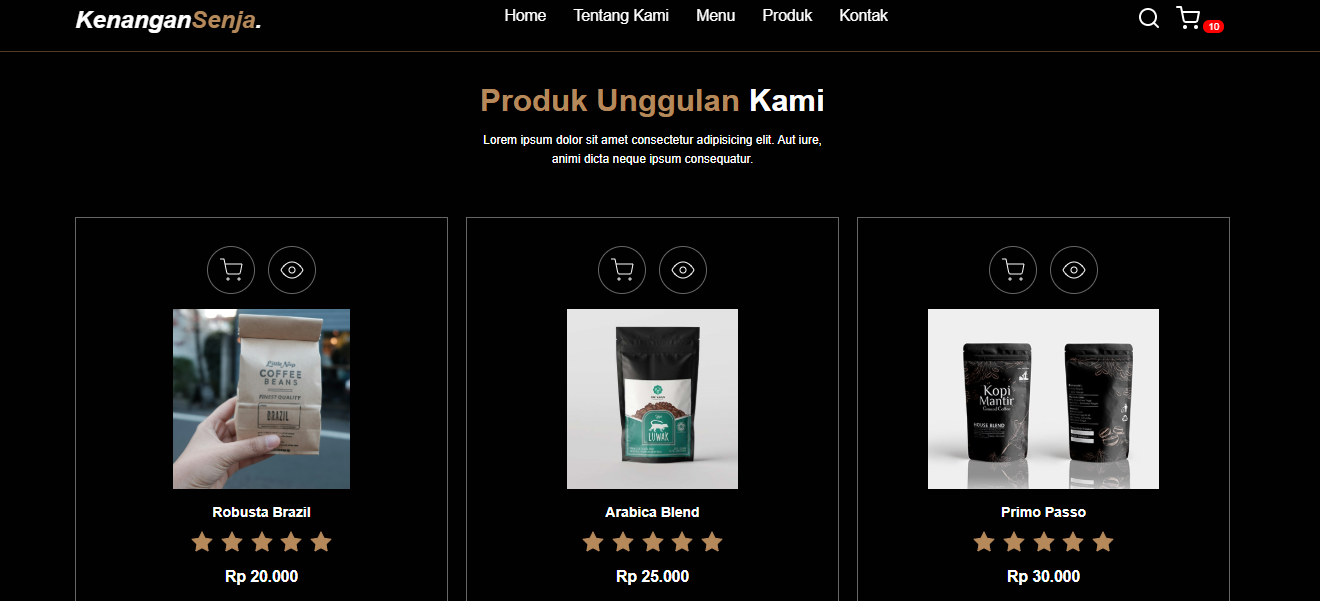 KenanganSenja.
Home Tentang Kami Menu Produk Kontak
10
Produk Unggulan Kami
Lorem ipsum dolor sit amet consectetur adipisicing elit. Aut iure,
animi dicta neque ipsum consequatur.
COFFEE
BEANS
FINEST QUALITY
BRAZIL
LUWAK
Kopi
Mantir
HOUSE BLEND
Robusta Brazil
Arabica Blend
Primo Passo
Rp 20.000
Rp 25.000
Rp 30.000